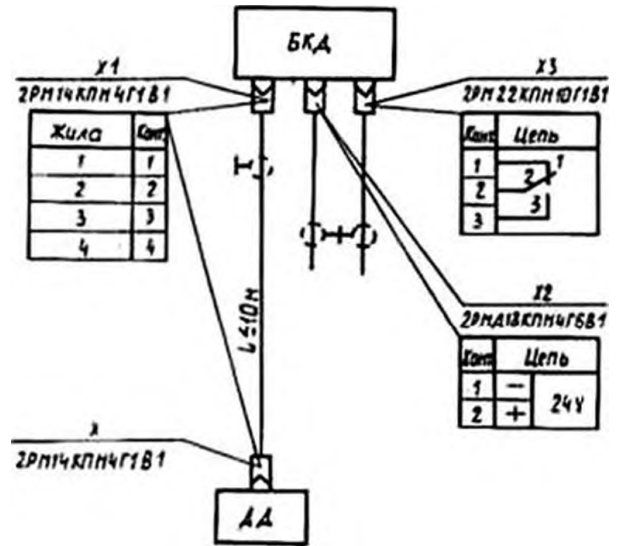 БКД
X1
2РМ14КПН4Г1В1
Жила Конт
1 1
2 2
3 3
4 4
X3
2РМ22КПН10Г1В1
Конт Цепь
1
2
3
2 1
3
L≤10м
X2
2РМД18КПН4Г6В1
Конт Цепь
1 − 24V
2 +
X
2РМ14КПН4Г1В1
ДД